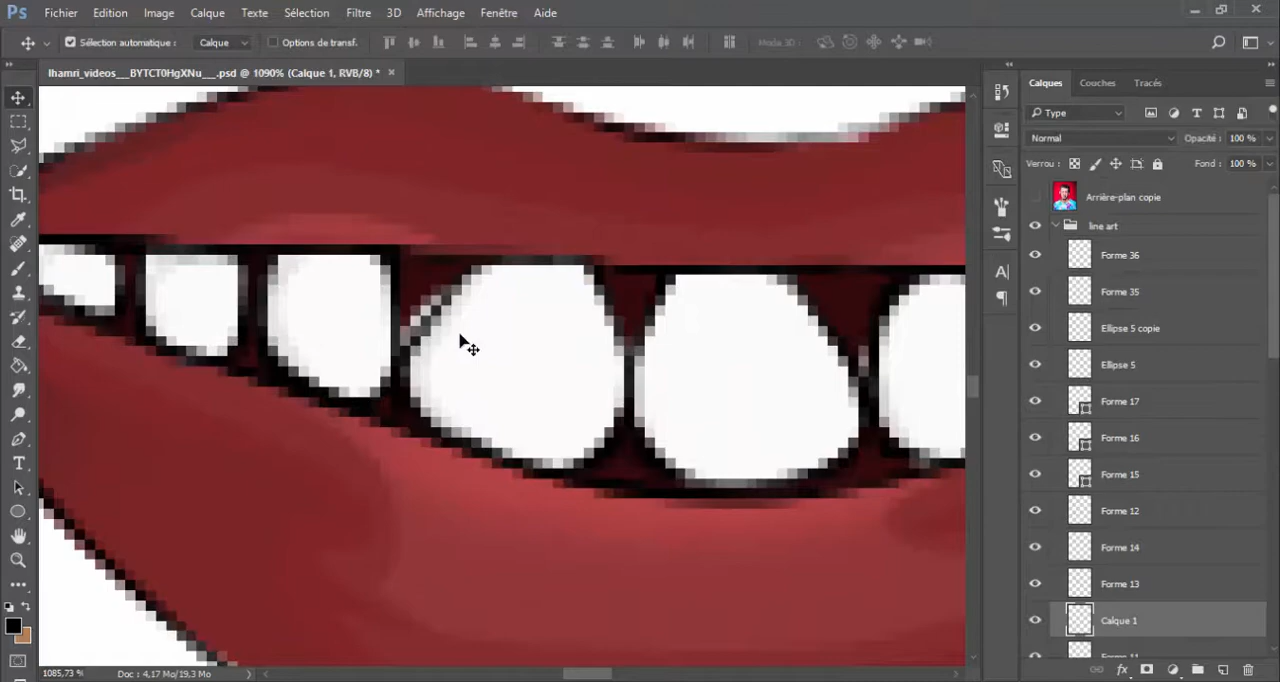 Ps Fichier Edition Image Calque Texte Sélection Filtre 3D Affichage Fenêtre Aide
Sélection automatique : Calque Options de transf. Moda 3D :
lhamri_videos___BYTCT0HgXNu___.psd @ 1090% (Calque 1, RVB/8) *
Calques Couches Tracés
Type
Normal Opacité : 100 %
Verrou : Fond : 100 %
Arrière-plan copie
line art
Forme 36
Forme 35
Ellipse 5 copie
Ellipse 5
Forme 17
Forme 16
Forme 15
Forme 12
Forme 14
Forme 13
Calque 1
1085,73 % Doc : 4,17 Mo/19,3 Mo